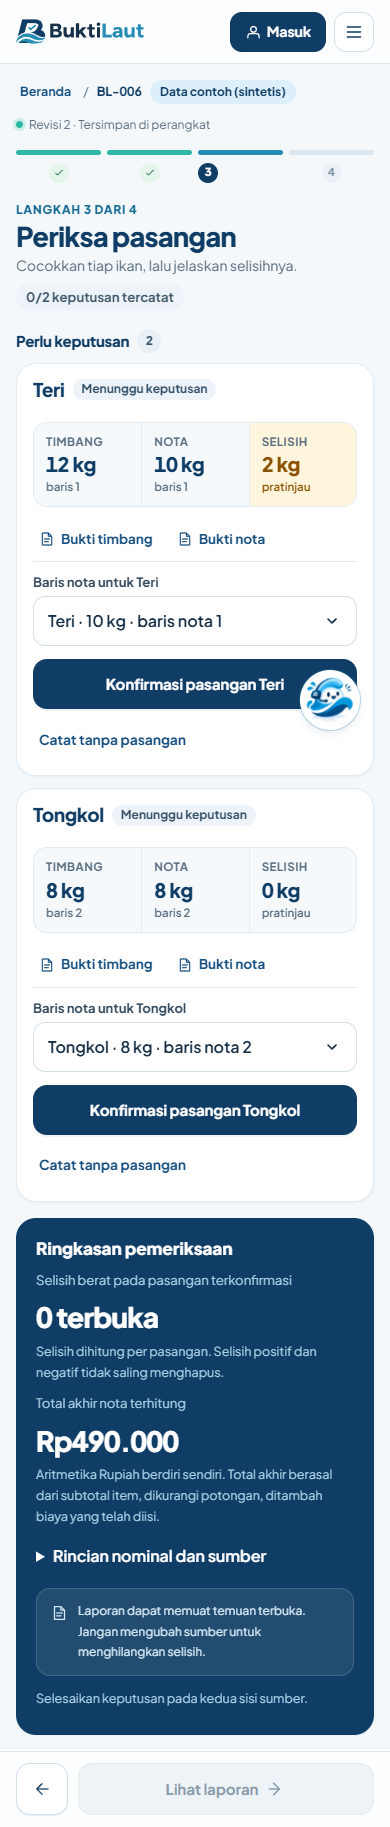 BuktiLaut
Masuk
Beranda / BL-006 Data contoh (sintetis)
Revisi 2 · Tersimpan di perangkat
3
4
LANGKAH 3 DARI 4
Periksa pasangan
Cocokkan tiap ikan, lalu jelaskan selisihnya.
0/2 keputusan tercatat
Perlu keputusan 2
Teri Menunggu keputusan
TIMBANG NOTA SELISIH
12 kg 10 kg 2 kg
baris 1 baris 1 pratinjau
Bukti timbang Bukti nota
Baris nota untuk Teri
Teri · 10 kg · baris nota 1
Konfirmasi pasangan Teri
Catat tanpa pasangan
Tongkol Menunggu keputusan
TIMBANG NOTA SELISIH
8 kg 8 kg 0 kg
baris 2 baris 2 pratinjau
Bukti timbang Bukti nota
Baris nota untuk Tongkol
Tongkol · 8 kg · baris nota 2
Konfirmasi pasangan Tongkol
Catat tanpa pasangan
Ringkasan pemeriksaan
Selisih berat pada pasangan terkonfirmasi
0 terbuka
Selisih dihitung per pasangan. Selisih positif dan
negatif tidak saling menghapus.
Total akhir nota terhitung
Rp490.000
Aritmetika Rupiah berdiri sendiri. Total akhir berasal
dari subtotal item, dikurangi potongan, ditambah
biaya yang telah diisi.
Rincian nominal dan sumber
Laporan dapat memuat temuan terbuka.
Jangan mengubah sumber untuk
menghilangkan selisih.
Selesaikan keputusan pada kedua sisi sumber.
Lihat laporan